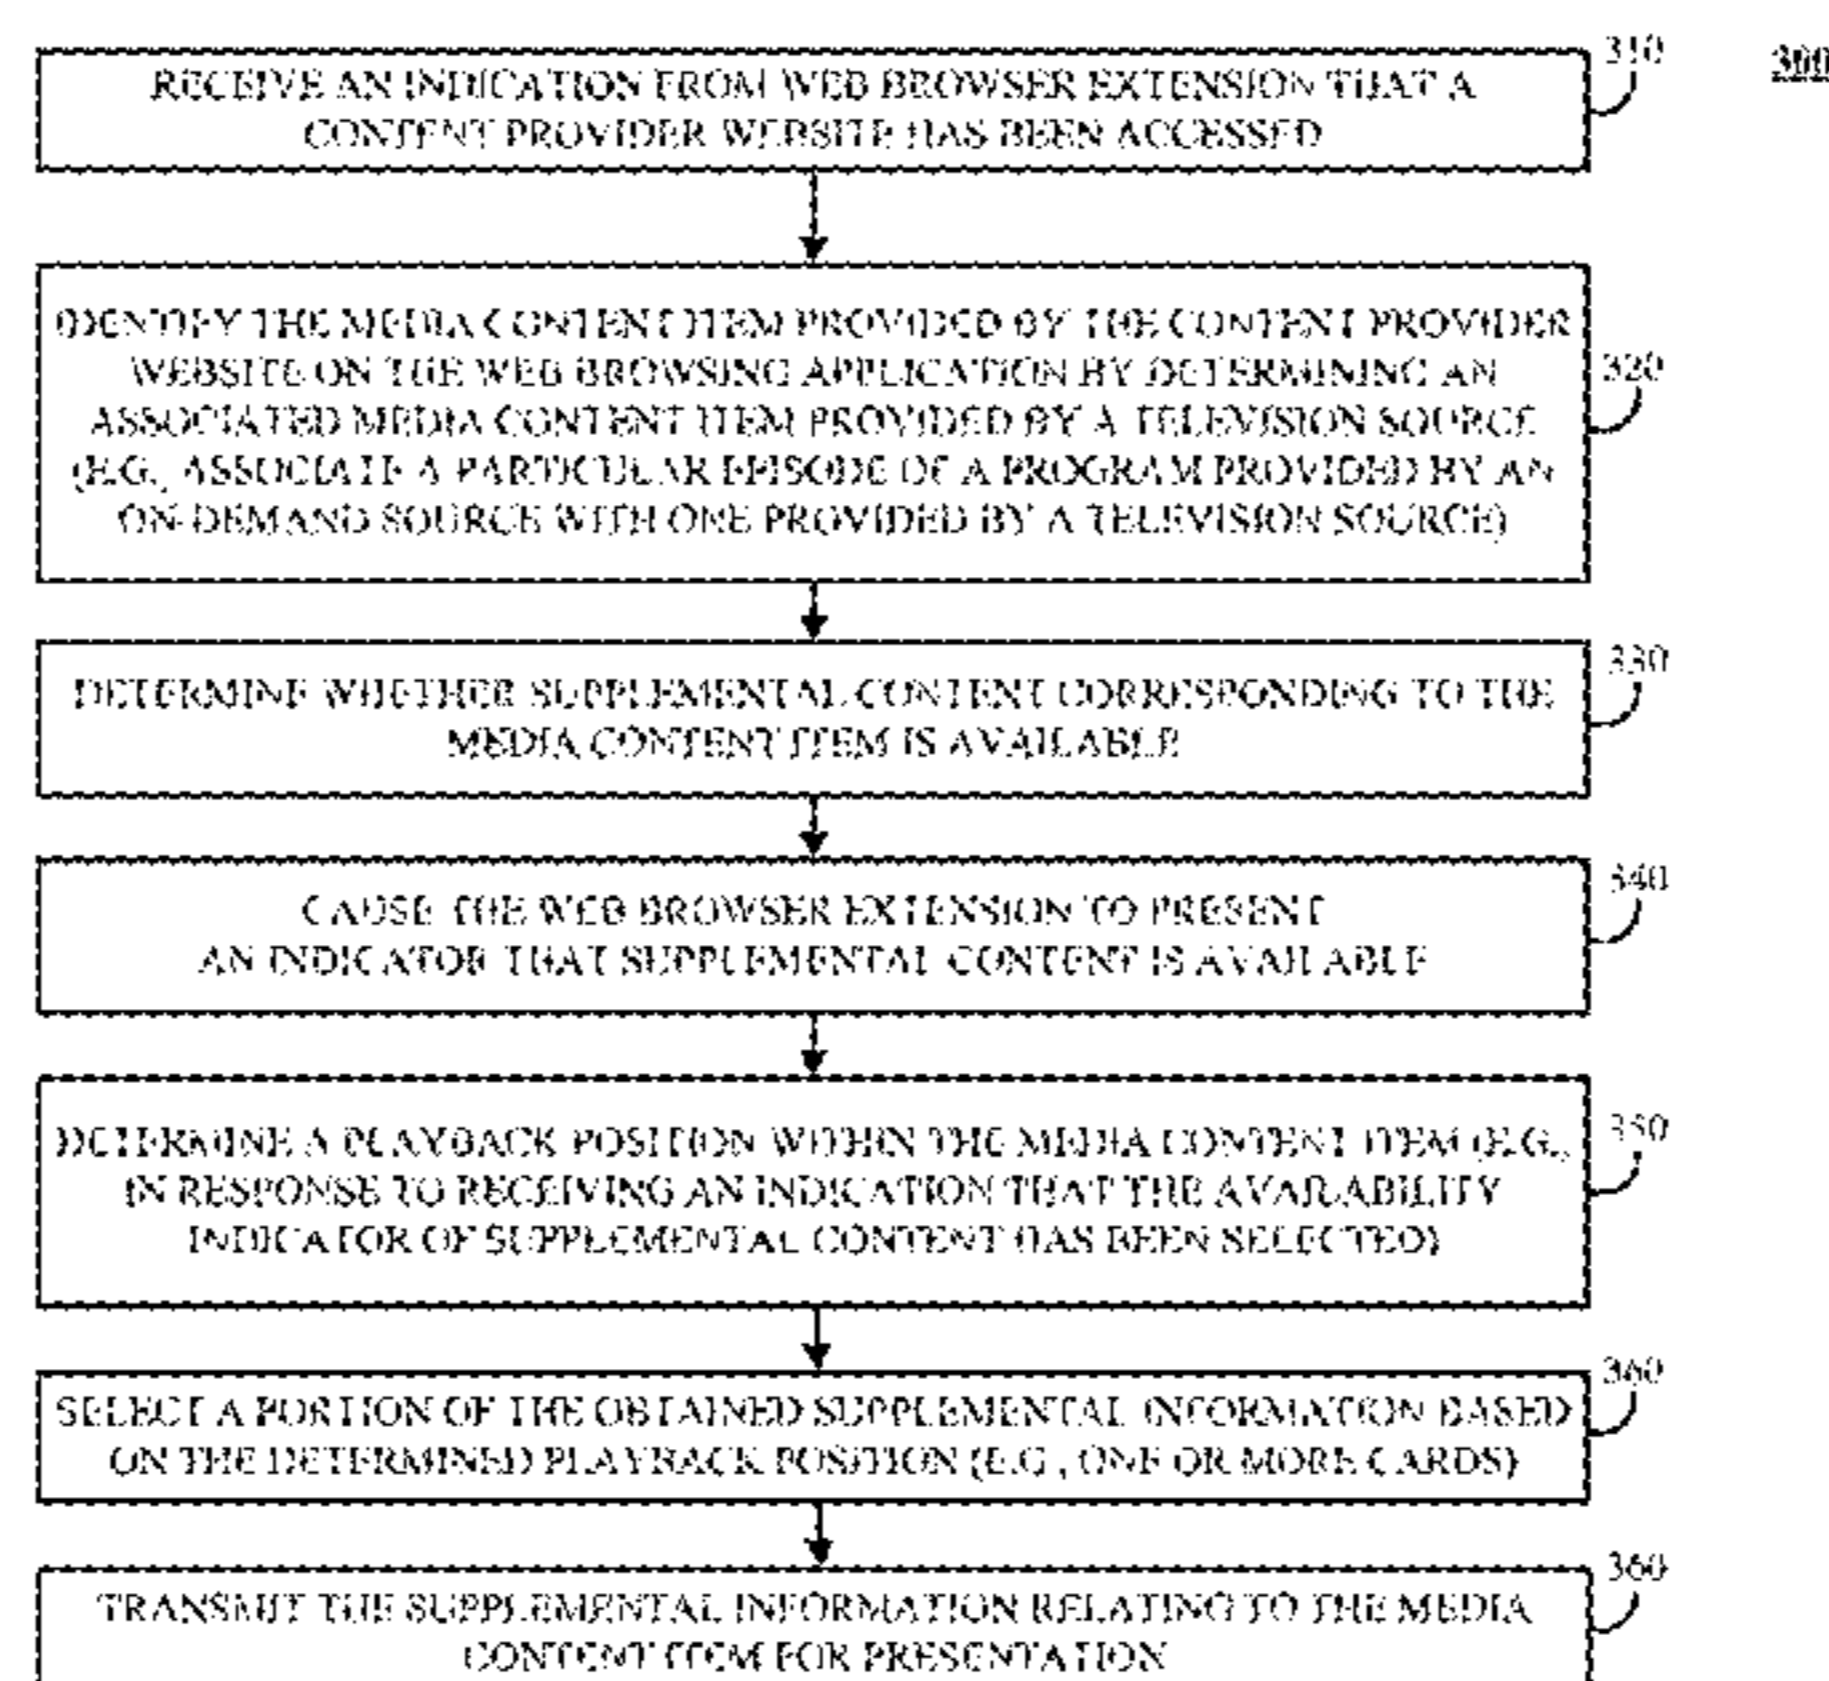 310
300
RECEIVE AN INDICATION FROM WEB BROWSER EXTENSION THAT A
CONTENT PROVIDER WEBSITE HAS BEEN ACCESSED
IDENTIFY THE MEDIA CONTENT ITEM PROVIDED BY THE CONTENT PROVIDER
WEBSITE ON THE WEB BROWSING APPLICATION BY DETERMINING AN
320
ASSOCIATED MEDIA CONTENT ITEM PROVIDED BY A TELEVISION SOURCE
(E.G., ASSOCIATE A PARTICULAR EPISODE OF A PROGRAM PROVIDED BY AN
ON-DEMAND SOURCE WITH ONE PROVIDED BY A TELEVISION SOURCE)
330
DETERMINE WHETHER SUPPLEMENTAL CONTENT CORRESPONDING TO THE
MEDIA CONTENT ITEM IS AVAILABLE
340
CAUSE THE WEB BROWSER EXTENSION TO PRESENT
AN INDICATOR THAT SUPPLEMENTAL CONTENT IS AVAILABLE
350
DETERMINE A PLAYBACK POSITION WITHIN THE MEDIA CONTENT ITEM (E.G.,
IN RESPONSE TO RECEIVING AN INDICATION THAT THE AVAILABILITY
INDICATOR OF SUPPLEMENTAL CONTENT HAS BEEN SELECTED)
360
SELECT A PORTION OF THE OBTAINED SUPPLEMENTAL INFORMATION BASED
ON THE DETERMINED PLAYBACK POSITION (E.G., ONE OR MORE CARDS)
360
TRANSMIT THE SUPPLEMENTAL INFORMATION RELATING TO THE MEDIA
CONTENT ITEM FOR PRESENTATION